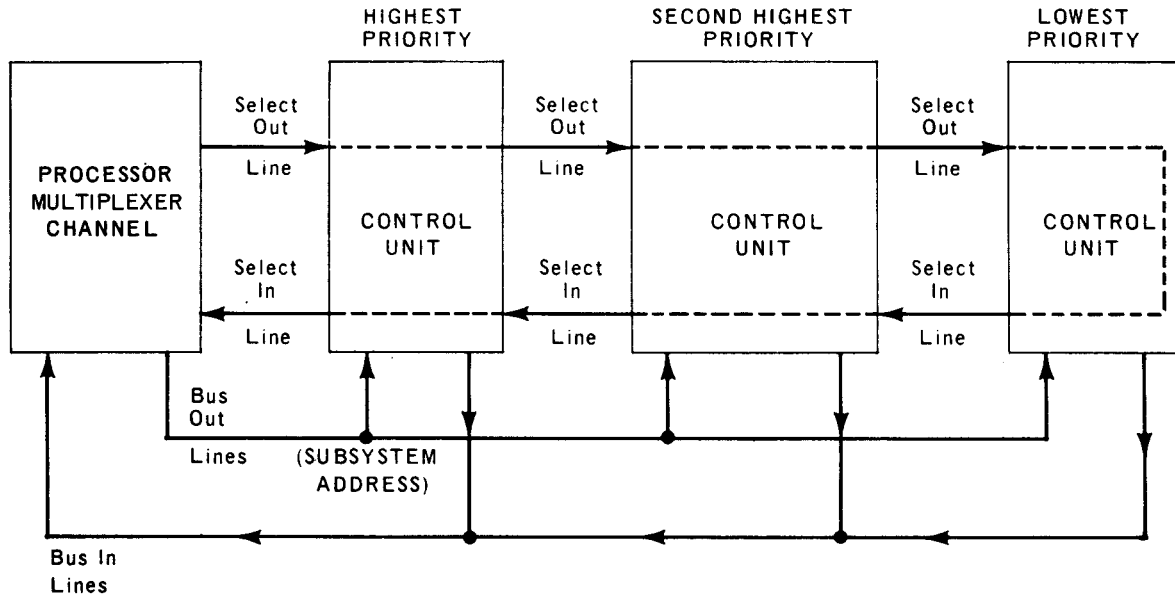 HIGHEST
PRIORITY
SECOND HIGHEST
PRIORITY
LOWEST
PRIORITY
Select
Out
Line
Select
Out
Line
Select
Out
Line
PROCESSOR
MULTIPLEXER
CHANNEL
CONTROL
UNIT
CONTROL
UNIT
CONTROL
UNIT
Select
In
Line
Select
In
Line
Select
In
Line
Bus
Out
Lines
(SUBSYSTEM
ADDRESS)
Bus In
Lines